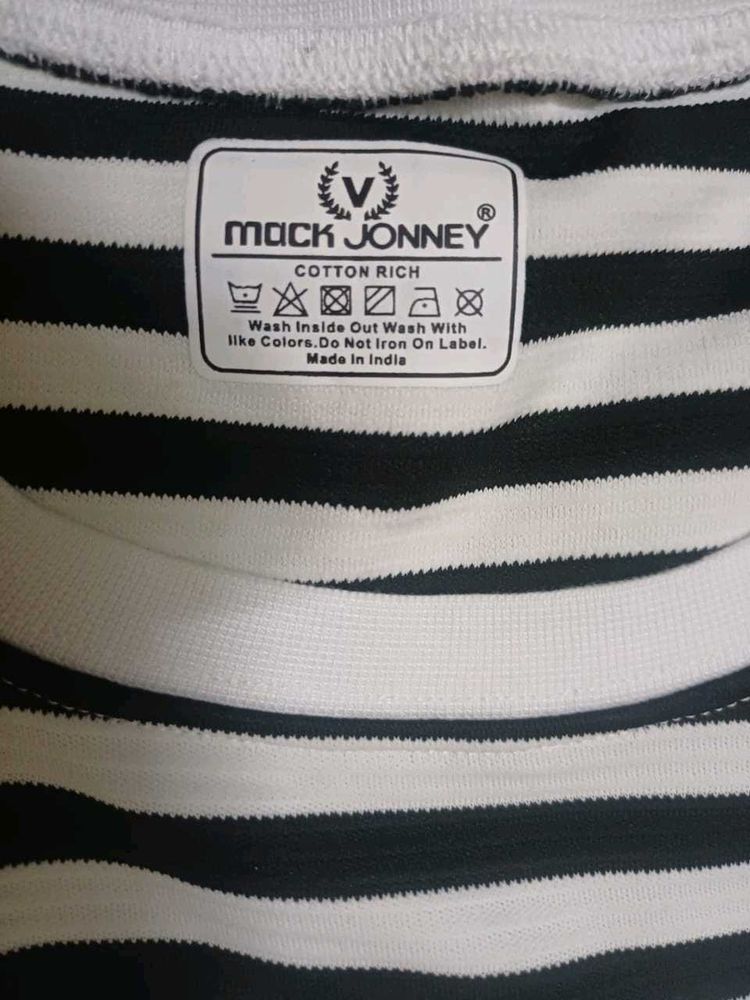 V
mack JONNEY®
COTTON RICH
Wash Inside Out Wash With
like Colors.Do Not Iron On Label.
Made In India